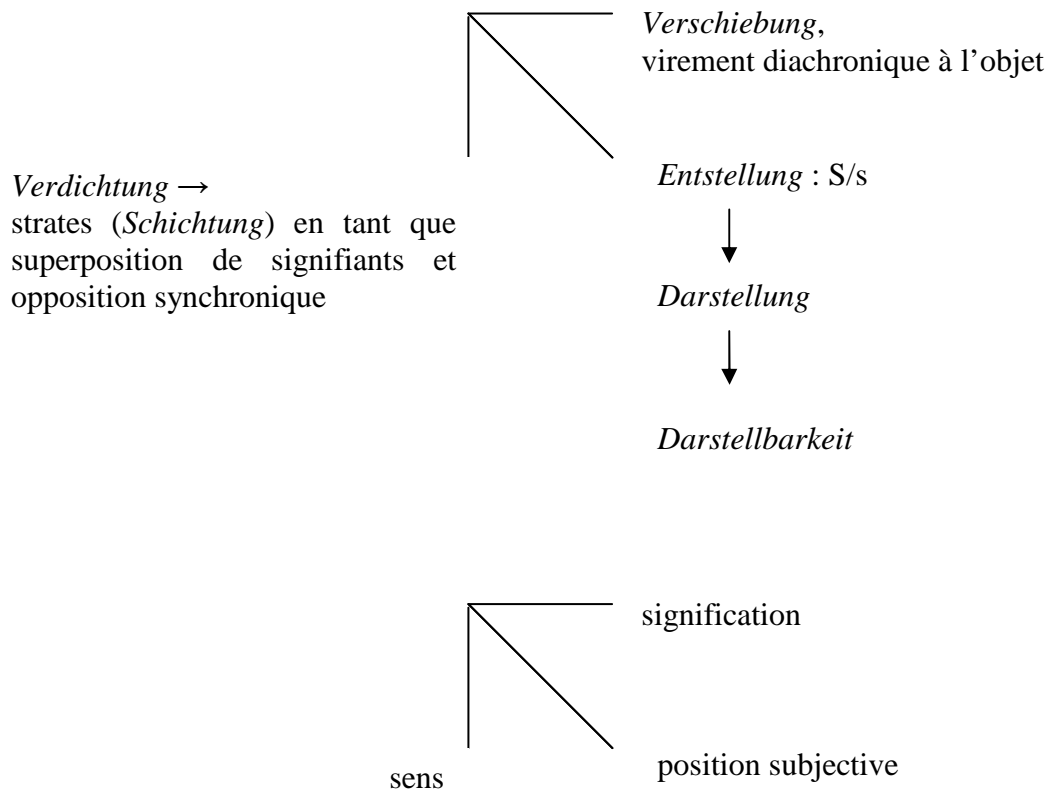 Verschiebung,
virement diachronique à l’objet
Entstellung : S/s
Verdichtung →
strates (Schichtung) en tant que
superposition de signifiants et
opposition synchronique
Darstellung
Darstellbarkeit
signification
position subjective
sens